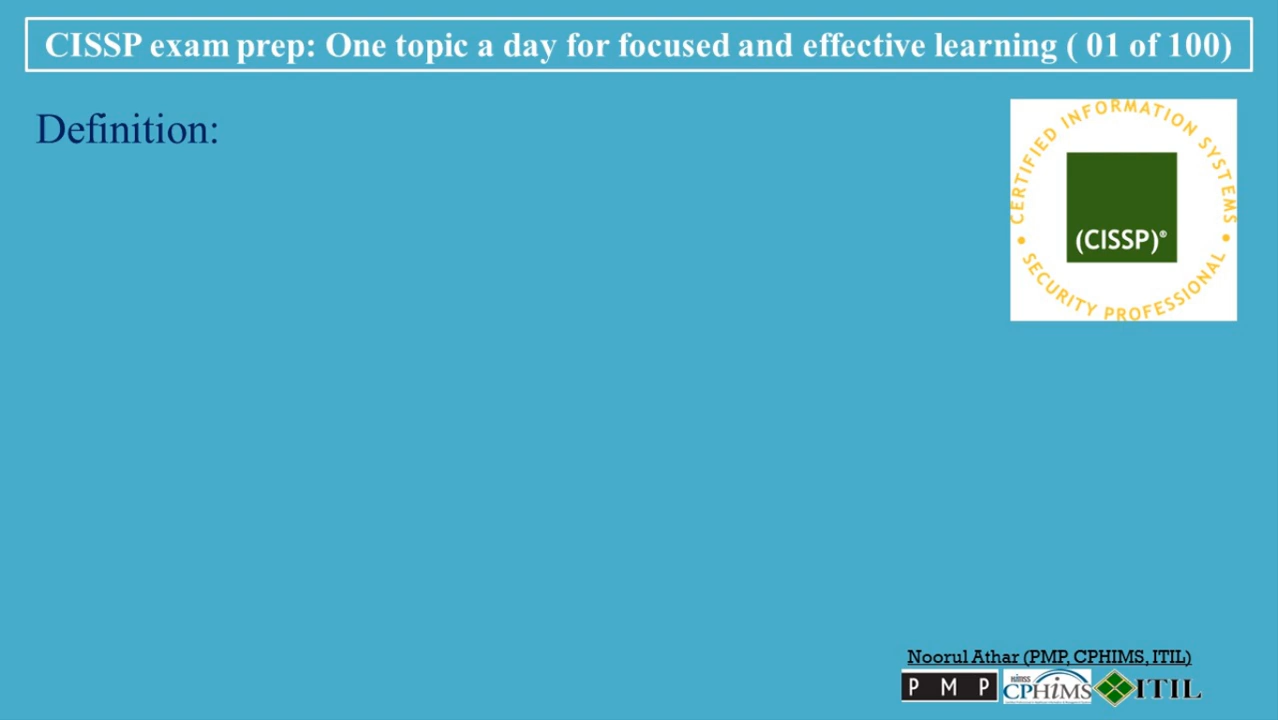 CISSP exam prep: One topic a day for focused and effective learning ( 01 of 100)
Definition:
• CERTIFIED INFORMATION SYSTEMS •
SECURITY PROFESSIONAL
(CISSP)®
Noorul Athar (PMP, CPHIMS, ITIL)
P M P
HIMSS
CPHIMS
ITIL